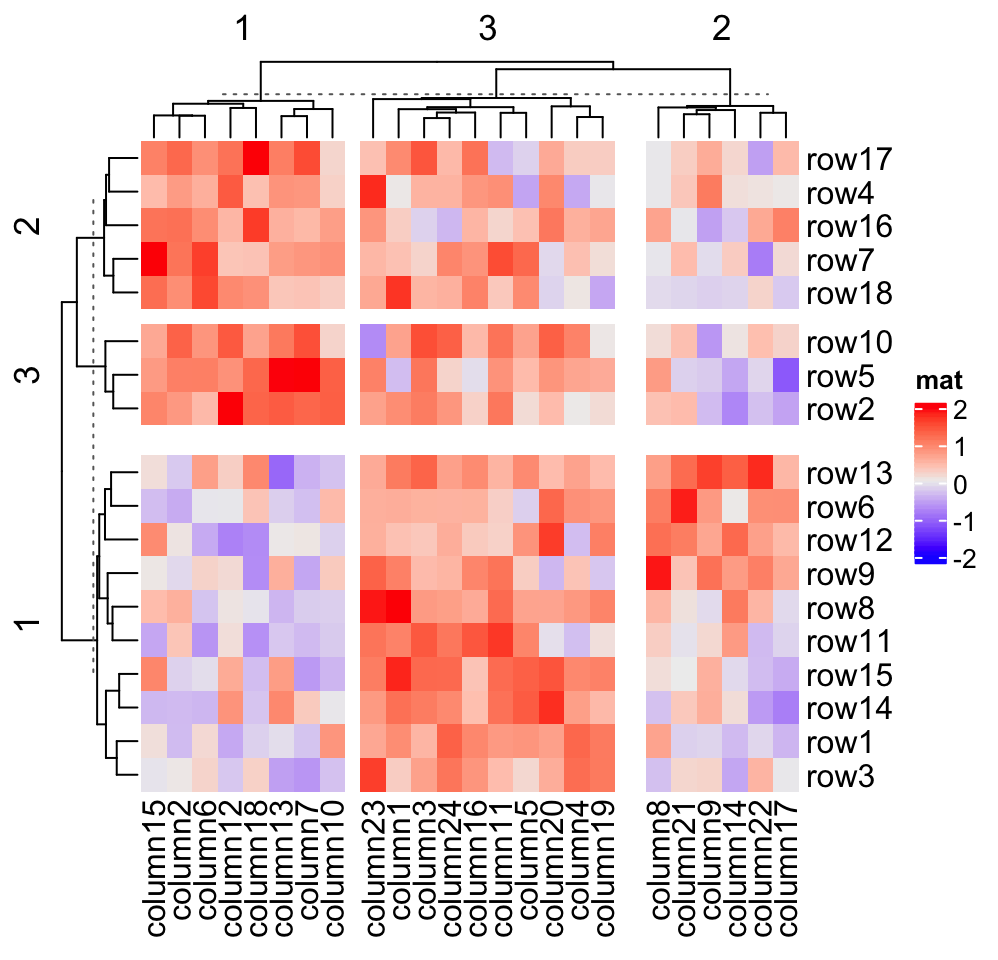 1 3 2
2
3
1
row17
row4
row16
row7
row18
row10
row5
row2
row13
row6
row12
row9
row8
row11
row15
row14
row1
row3
mat
2
1
0
-1
-2
column15
column2
column6
column12
column18
column13
column7
column10
column23
column1
column3
column24
column16
column11
column5
column20
column4
column19
column8
column21
column9
column14
column22
column17